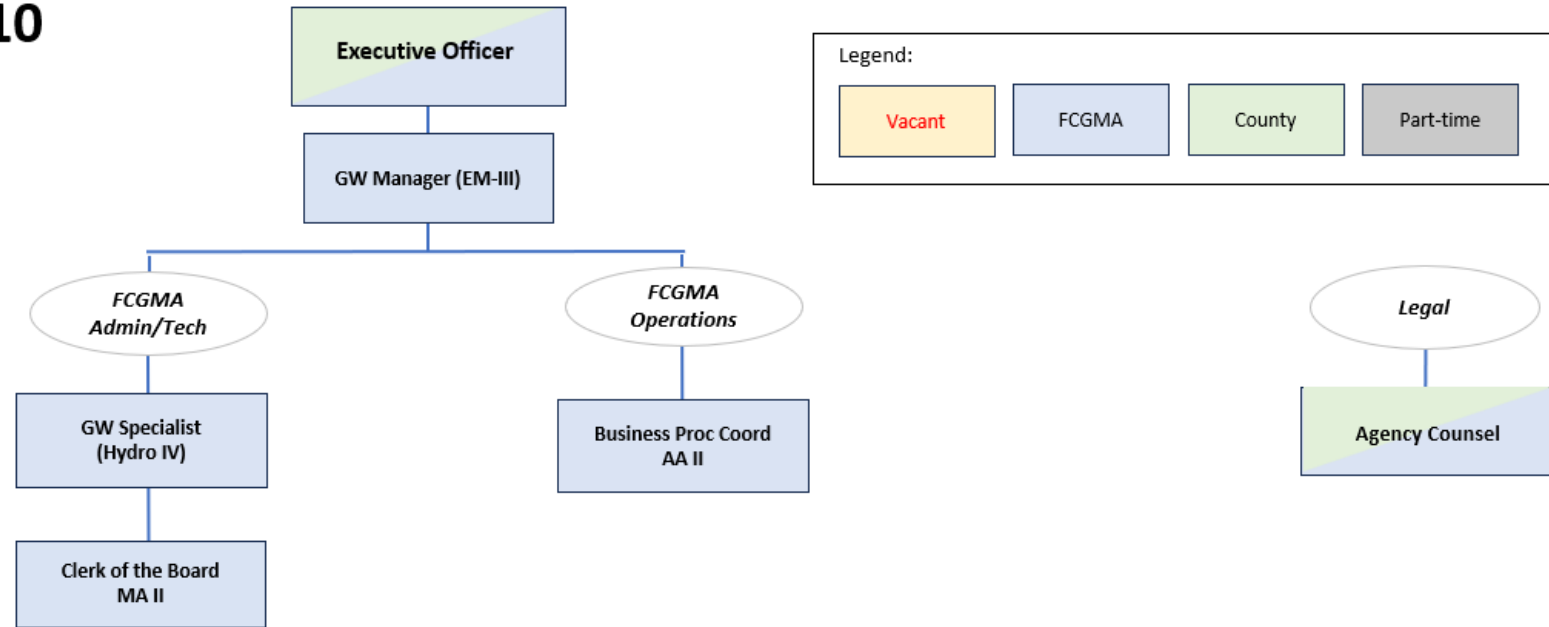 10
Executive Officer
Legend:
Vacant
FCGMA
County
Part-time
GW Manager (EM-III)
FCGMA
Admin/Tech
FCGMA
Operations
Legal
GW Specialist
(Hydro IV)
Business Proc Coord
AA II
Agency Counsel
Clerk of the Board
MA II